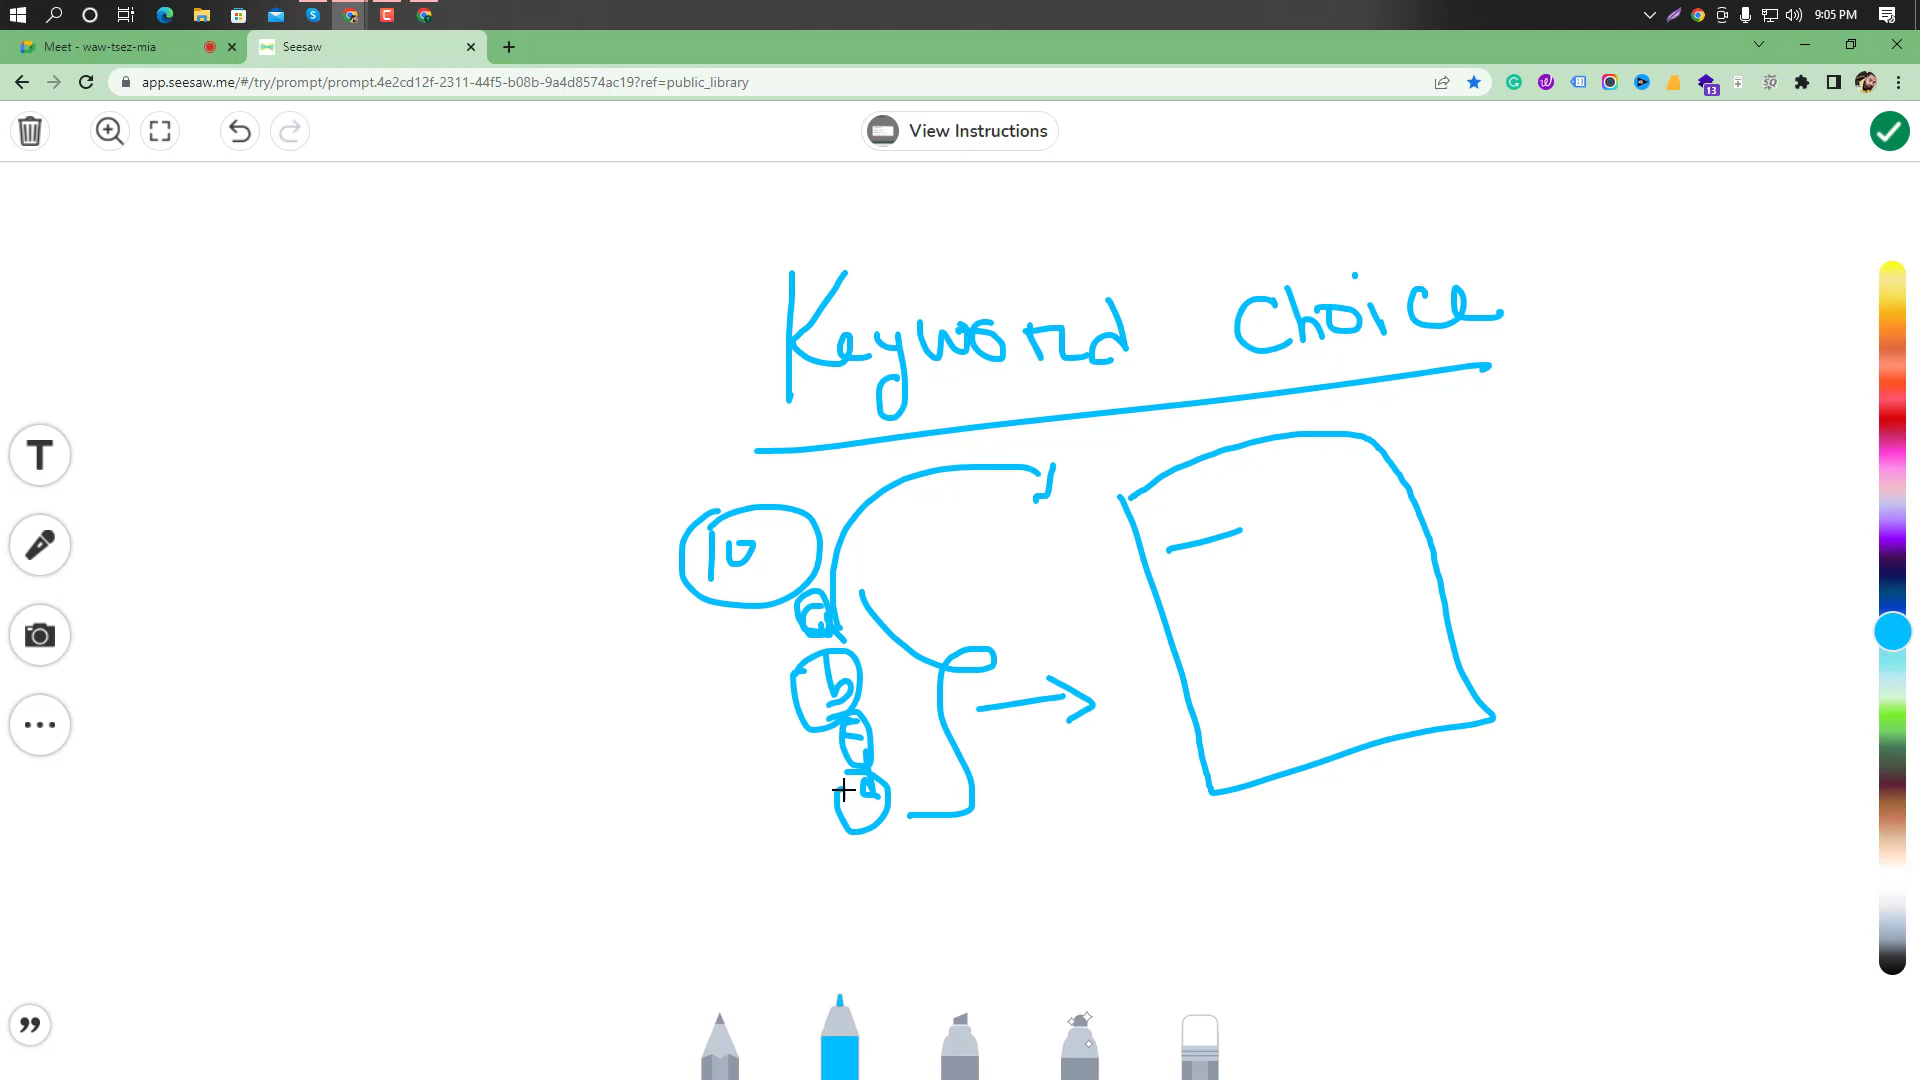 9:05 PM
Meet - waw-tsez-mia
Seesaw
app.seesaw.me/#/try/prompt/prompt.4e2cd12f-2311-44f5-b08b-9a4d8574ac19?ref=public_library
13
View Instructions
Keyword Choice
10
a
b
T